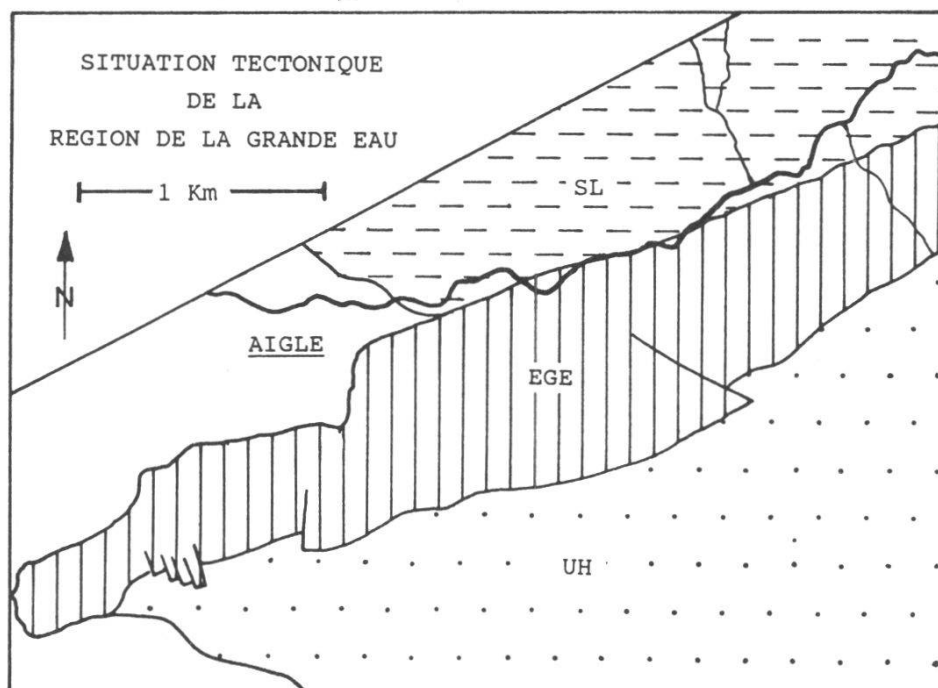 SITUATION TECTONIQUE
DE LA
REGION DE LA GRANDE EAU
1 Km
SL
N
AIGLE
EGE
UH